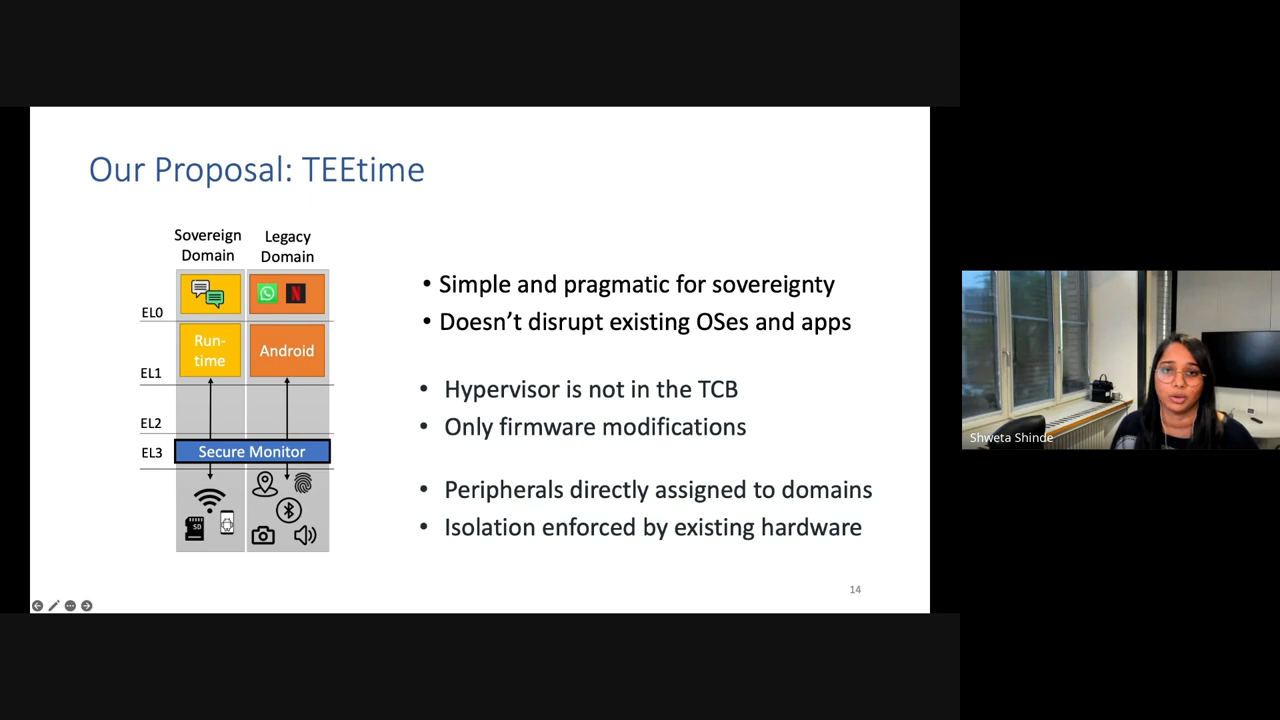 Our Proposal: TEEtime
Sovereign
Domain
Legacy
Domain
N
EL0
Run-
time
Android
EL1
EL2
EL3
Secure Monitor
SD
• Simple and pragmatic for sovereignty
• Doesn’t disrupt existing OSes and apps
• Hypervisor is not in the TCB
• Only firmware modifications
• Peripherals directly assigned to domains
• Isolation enforced by existing hardware
14
Shweta Shinde